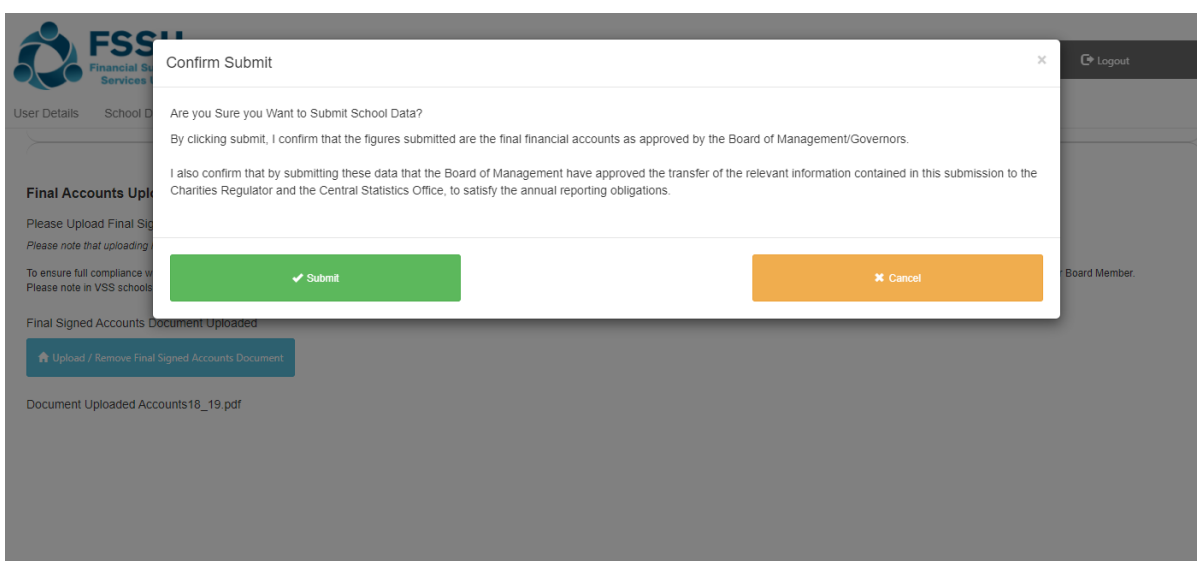 FSS
Financial Su
Services
Confirm Submit
×
Logout
User Details School D
Are you Sure you Want to Submit School Data?
By clicking submit, I confirm that the figures submitted are the final financial accounts as approved by the Board of Management/Governors.
I also confirm that by submitting these data that the Board of Management have approved the transfer of the relevant information contained in this submission to the
Charities Regulator and the Central Statistics Office, to satisfy the annual reporting obligations.
Final Accounts Uplo
Please Upload Final Sig
Please note that uploading
To ensure full compliance w
Board Member.
Please note in VSS schools
Submit
Cancel
Final Signed Accounts Document Uploaded
Upload / Remove Final Signed Accounts Document
Document Uploaded Accounts18_19.pdf